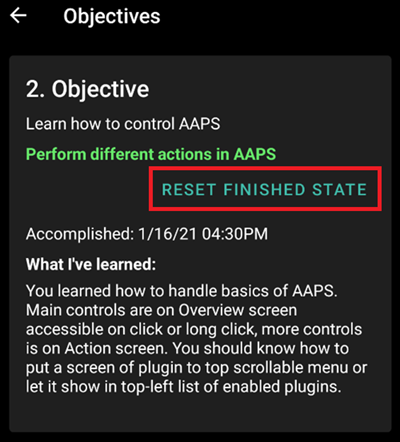 Objectives
2. Objective
Learn how to control AAPS
Perform different actions in AAPS
RESET FINISHED STATE
Accomplished: 1/16/21 04:30PM
What I've learned:
You learned how to handle basics of AAPS.
Main controls are on Overview screen
accessible on click or long click, more controls
is on Action screen. You should know how to
put a screen of plugin to top scrollable menu or
let it show in top-left list of enabled plugins.